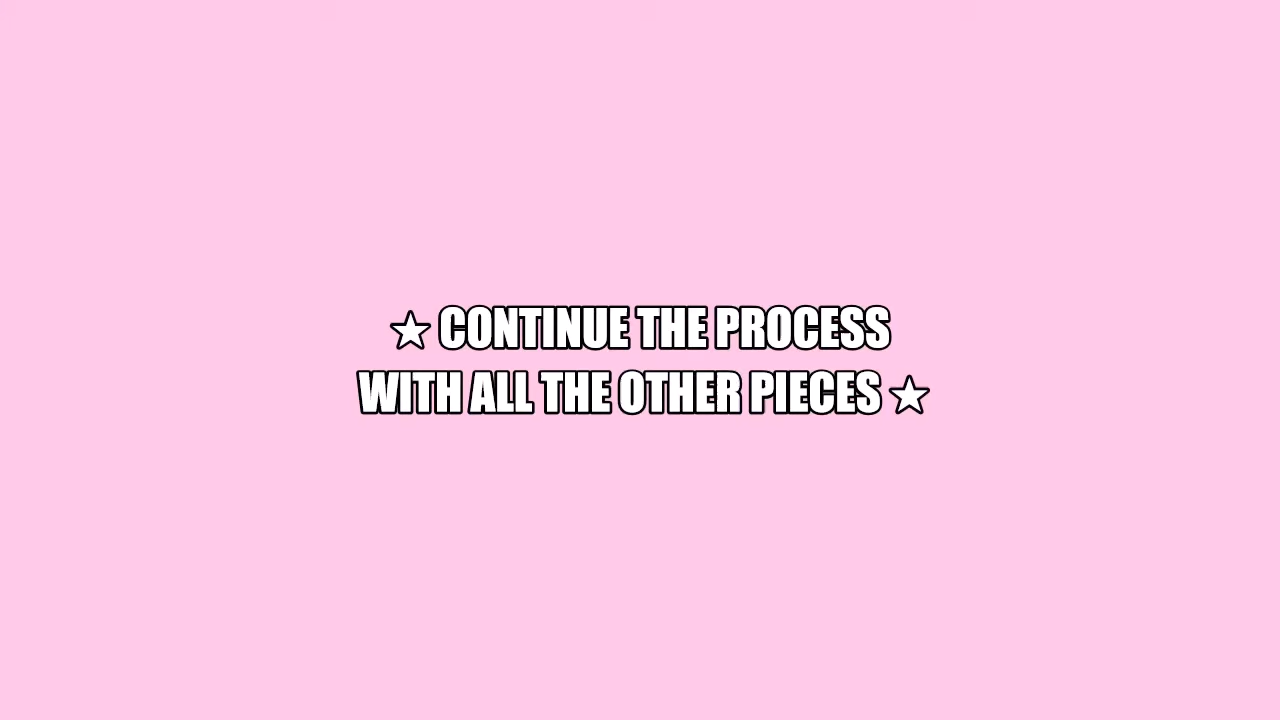 ★ CONTINUE THE PROCESS
WITH ALL THE OTHER PIECES ★